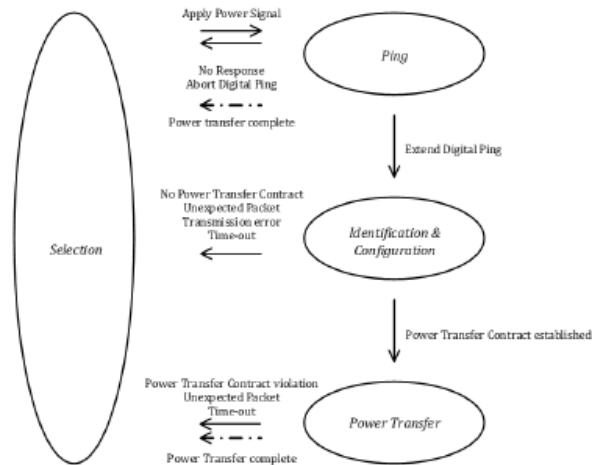 Apply Power Signal
Ping
No Response
Abort Digital Ping
Power transfer complete
Extend Digital Ping
No Power Transfer Contract
Unexpected Packet
Transmission error
Time-out
Identification &
Configuration
Selection
Power Transfer Contract established
Power Transfer Contract violation
Unexpected Packet
Time-out
Power Transfer
Power Transfer complete